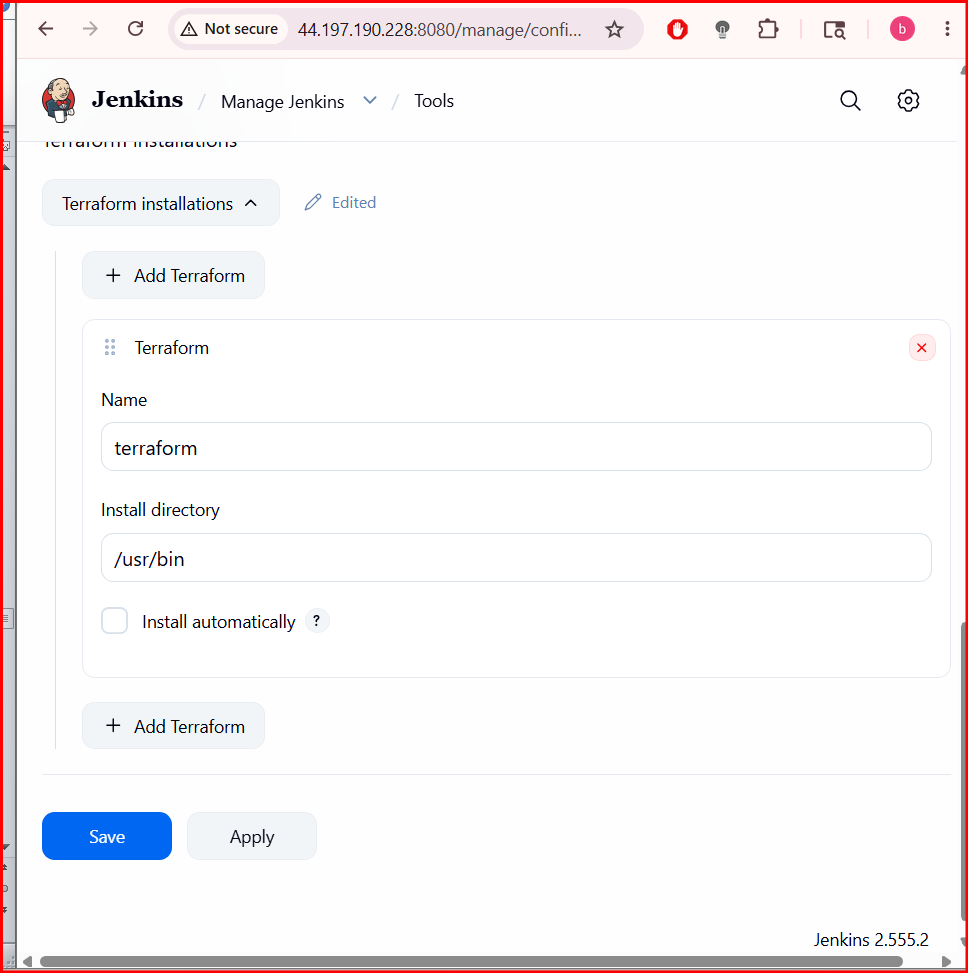 Not secure 44.197.190.228:8080/manage/confi...
b
Jenkins / Manage Jenkins / Tools
Terraform installations
Terraform installations Edited
+ Add Terraform
Terraform
Name
terraform
Install directory
/usr/bin
Install automatically ?
+ Add Terraform
Save Apply
Jenkins 2.555.2